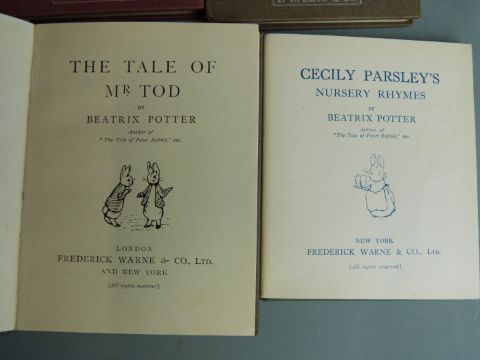 THE TALE OF
MR TOD
BY
BEATRIX POTTER
Author of
"The Tale of Peter Rabbit," etc.
LONDON
FREDERICK WARNE & CO., LTD.
AND NEW YORK
[All rights reserved]
CECILY PARSLEY'S
NURSERY RHYMES
BY
BEATRIX POTTER
Author of
"The Tale of Peter Rabbit," etc.
NEW YORK
FREDERICK WARNE & CO., LTD.
[All rights reserved]